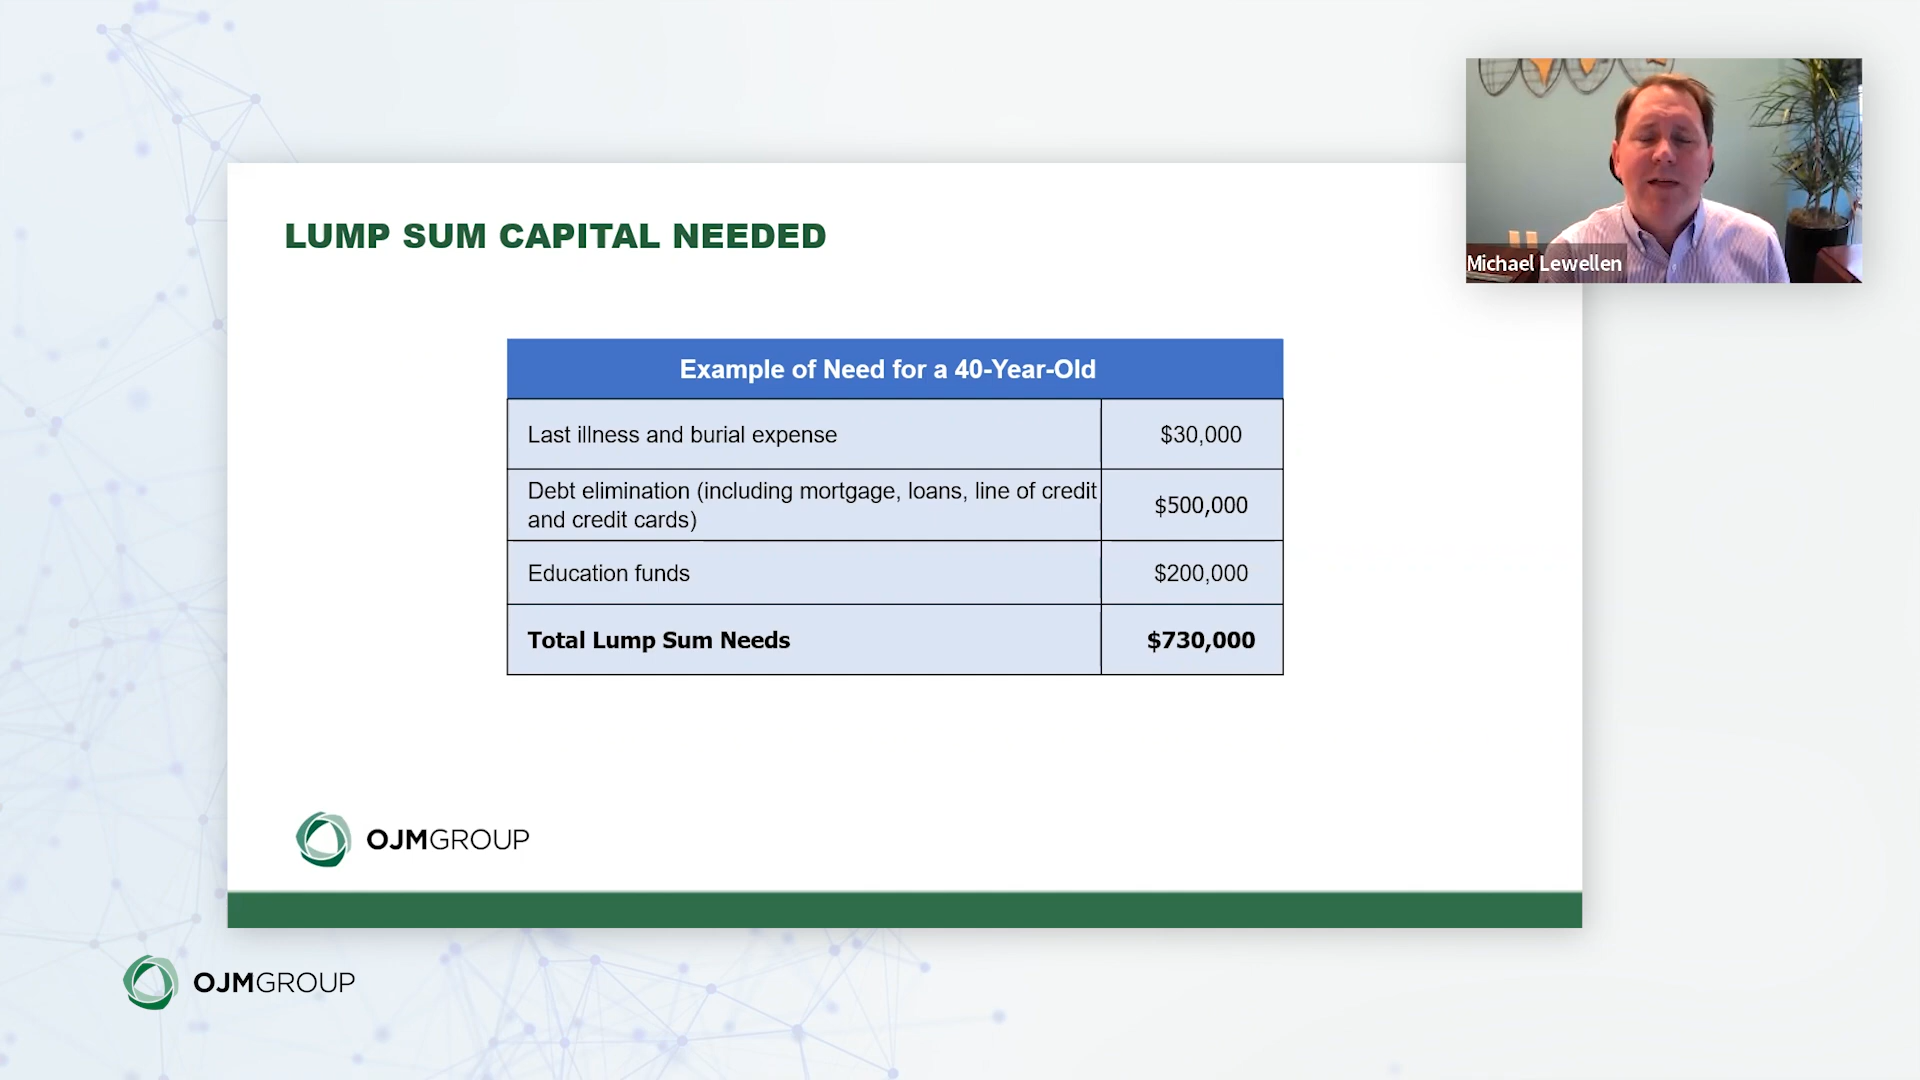 LUMP SUM CAPITAL NEEDED
Michael Lewellen
Example of Need for a 40-Year-Old
Last illness and burial expense $30,000
Debt elimination (including mortgage, loans, line of credit
and credit cards) $500,000
Education funds $200,000
Total Lump Sum Needs $730,000
OJMGROUP
OJMGROUP